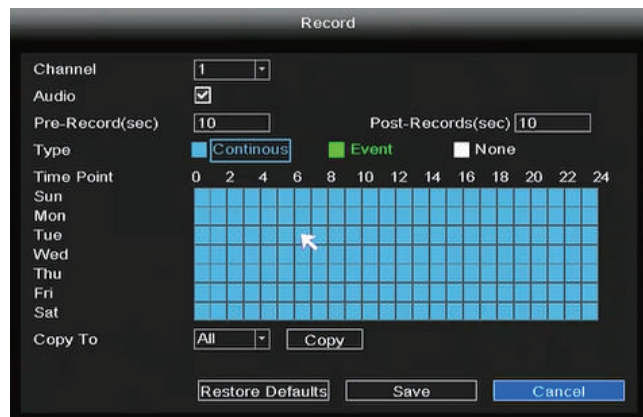 Record
Channel 1
Audio
Pre-Record(sec) 10 Post-Records(sec) 10
Type Continous Event None
Time Point 0 2 4 6 8 10 12 14 16 18 20 22 24
Sun
Mon
Tue
Wed
Thu
Fri
Sat
Copy To All Copy
Restore Defaults Save Cancel